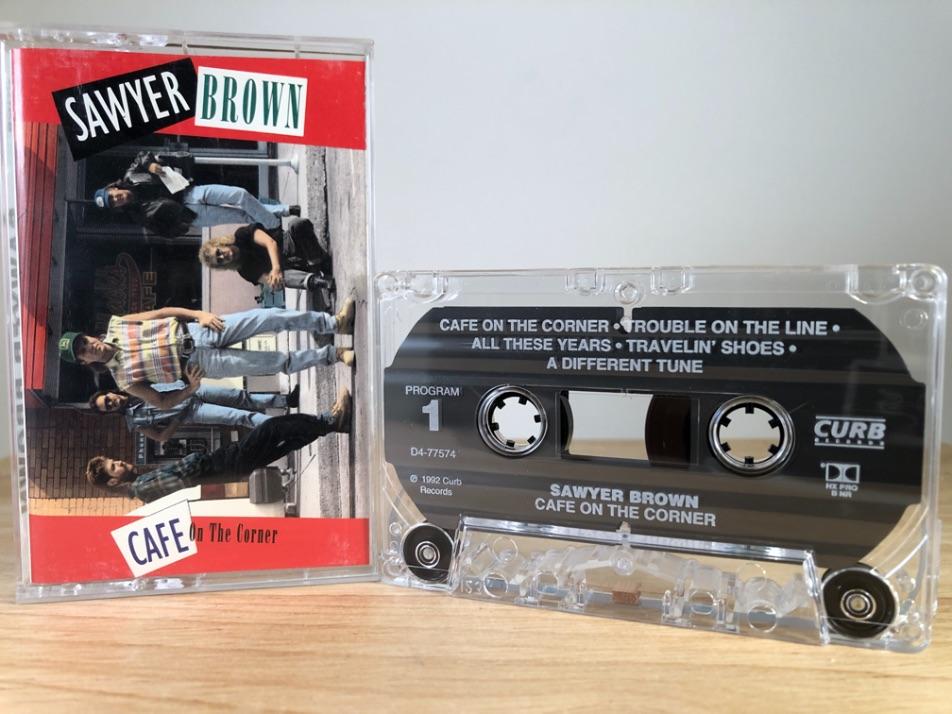 SAWYER BROWN
CAFE
PHONE
CAFE On The Corner
CAFE ON THE CORNER • TROUBLE ON THE LINE •
ALL THESE YEARS • TRAVELIN' SHOES •
A DIFFERENT TUNE
PROGRAM
1
D4-77574
℗ 1992 Curb
Records
CURB
RECORDS
HX PRO
B NR
SAWYER BROWN
CAFE ON THE CORNER